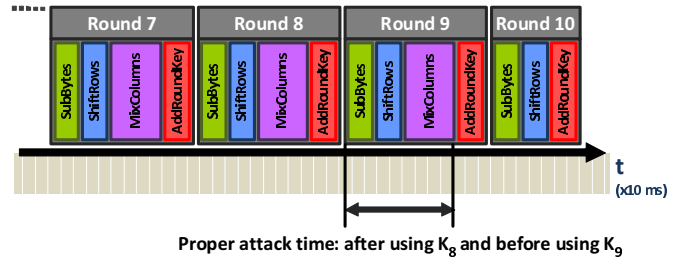 Round 7 Round 8 Round 9 Round 10
SubBytes ShiftRows MixColumns AddRoundKey SubBytes ShiftRows MixColumns AddRoundKey SubBytes ShiftRows MixColumns AddRoundKey SubBytes ShiftRows AddRoundKey
t
(x10 ms)
Proper attack time: after using K₈ and before using K₉